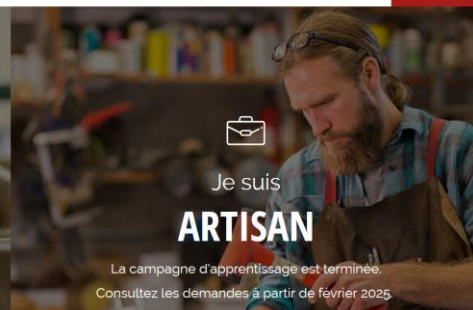 Je suis
ARTISAN
La campagne d'apprentissage est terminée.
Consultez les demandes à partir de février 2025.